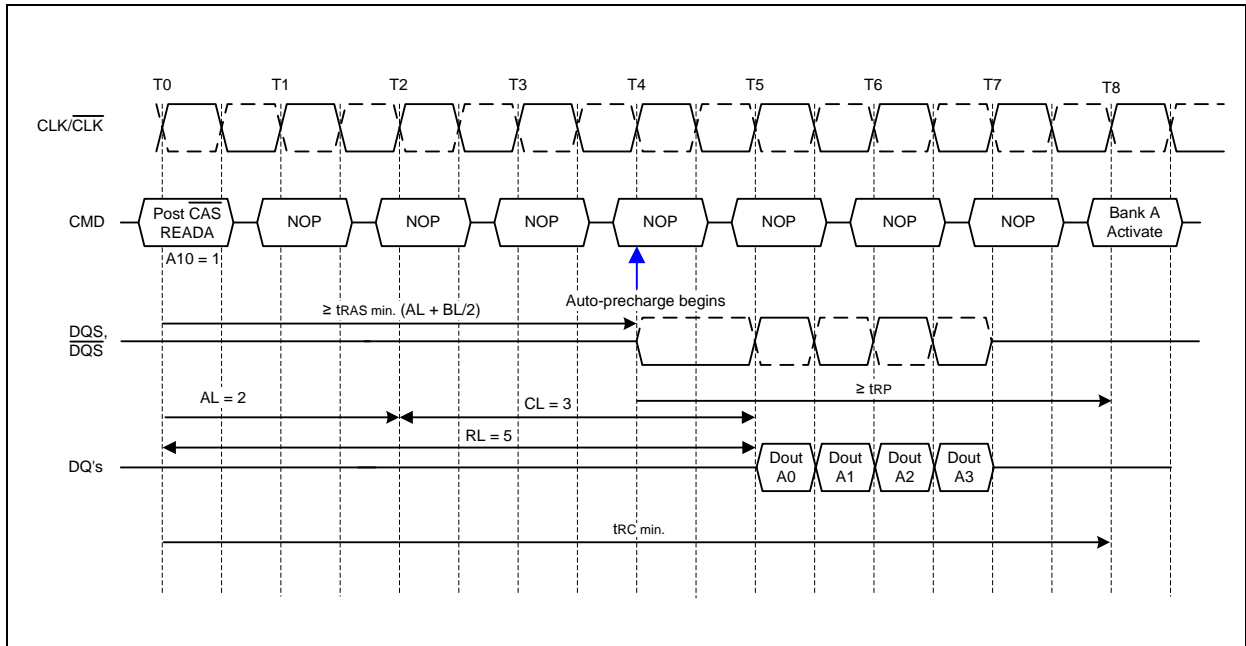 T0 T1 T2 T3 T4 T5 T6 T7 T8
CLK/CLK
CMD
Post CAS
READA
NOP NOP NOP NOP NOP NOP NOP
Bank A
Activate
A10 = 1
Auto-precharge begins
≥ tRAS min. (AL + BL/2)
DQS,
DQS
≥ tRP
AL = 2
CL = 3
RL = 5
DQ's
Dout
A0
Dout
A1
Dout
A2
Dout
A3
tRC min.